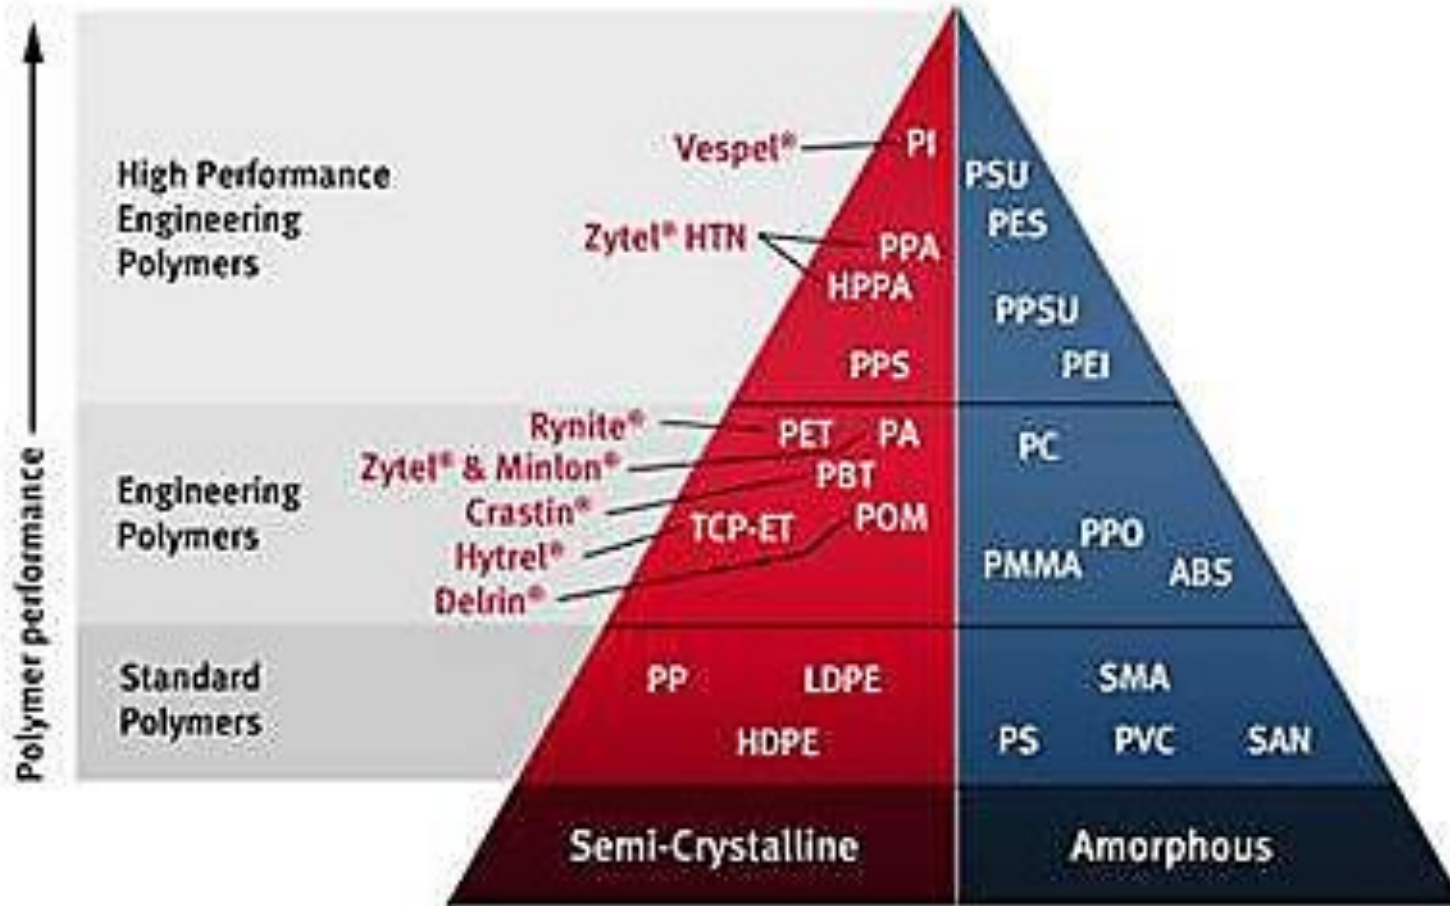 Polymer performance
High Performance
Engineering
Polymers
Engineering
Polymers
Standard
Polymers
Vespel®
Zytel® HTN
Rynite®
Zytel® & Minlon®
Crastin®
Hytrel®
Delrin®
PI
PPA
HPPA
PPS
PET PA
PBT
TCP-ET POM
PP LDPE
HDPE
Semi-Crystalline
PSU
PES
PPSU
PEI
PC
PPO
PMMA ABS
SMA
PS PVC SAN
Amorphous